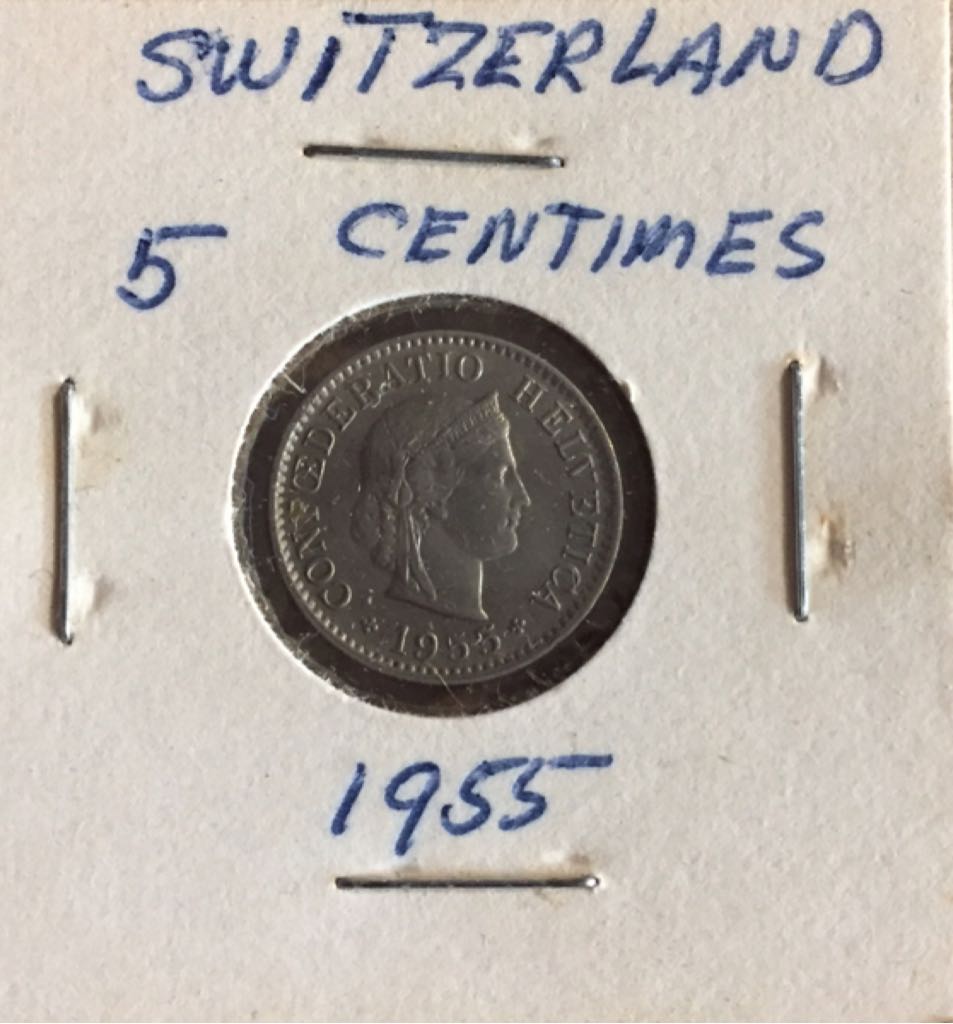 SWITZERLAND
5 CENTIMES
CONFŒDERATIO HELVETICA
* 1955 *
1955